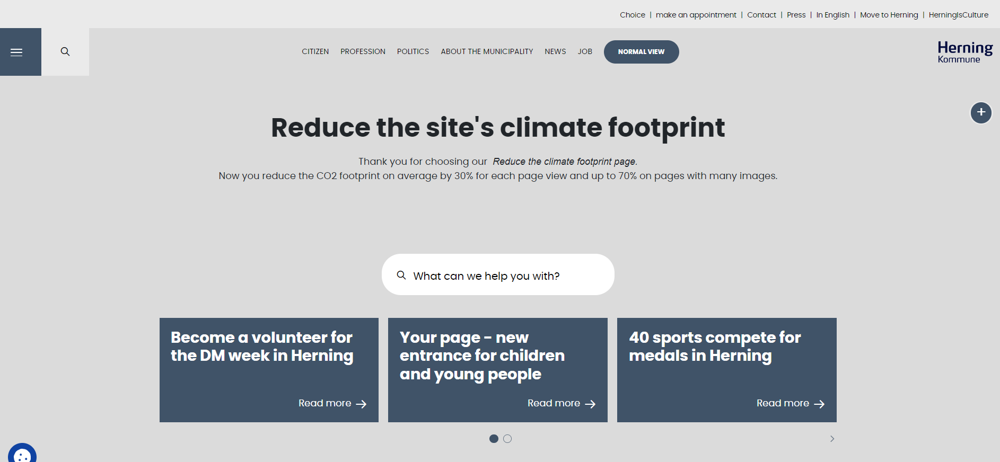 Choice | make an appointment | Contact | Press | In English | Move to Herning | HerningIsCulture
CITIZEN PROFESSION POLITICS ABOUT THE MUNICIPALITY NEWS JOB NORMAL VIEW
Herning
Kommune
Reduce the site's climate footprint
Thank you for choosing our Reduce the climate footprint page.
Now you reduce the CO2 footprint on average by 30% for each page view and up to 70% on pages with many images.
What can we help you with?
Become a volunteer for
the DM week in Herning
Read more
Your page - new
entrance for children
and young people
Read more
40 sports compete for
medals in Herning
Read more